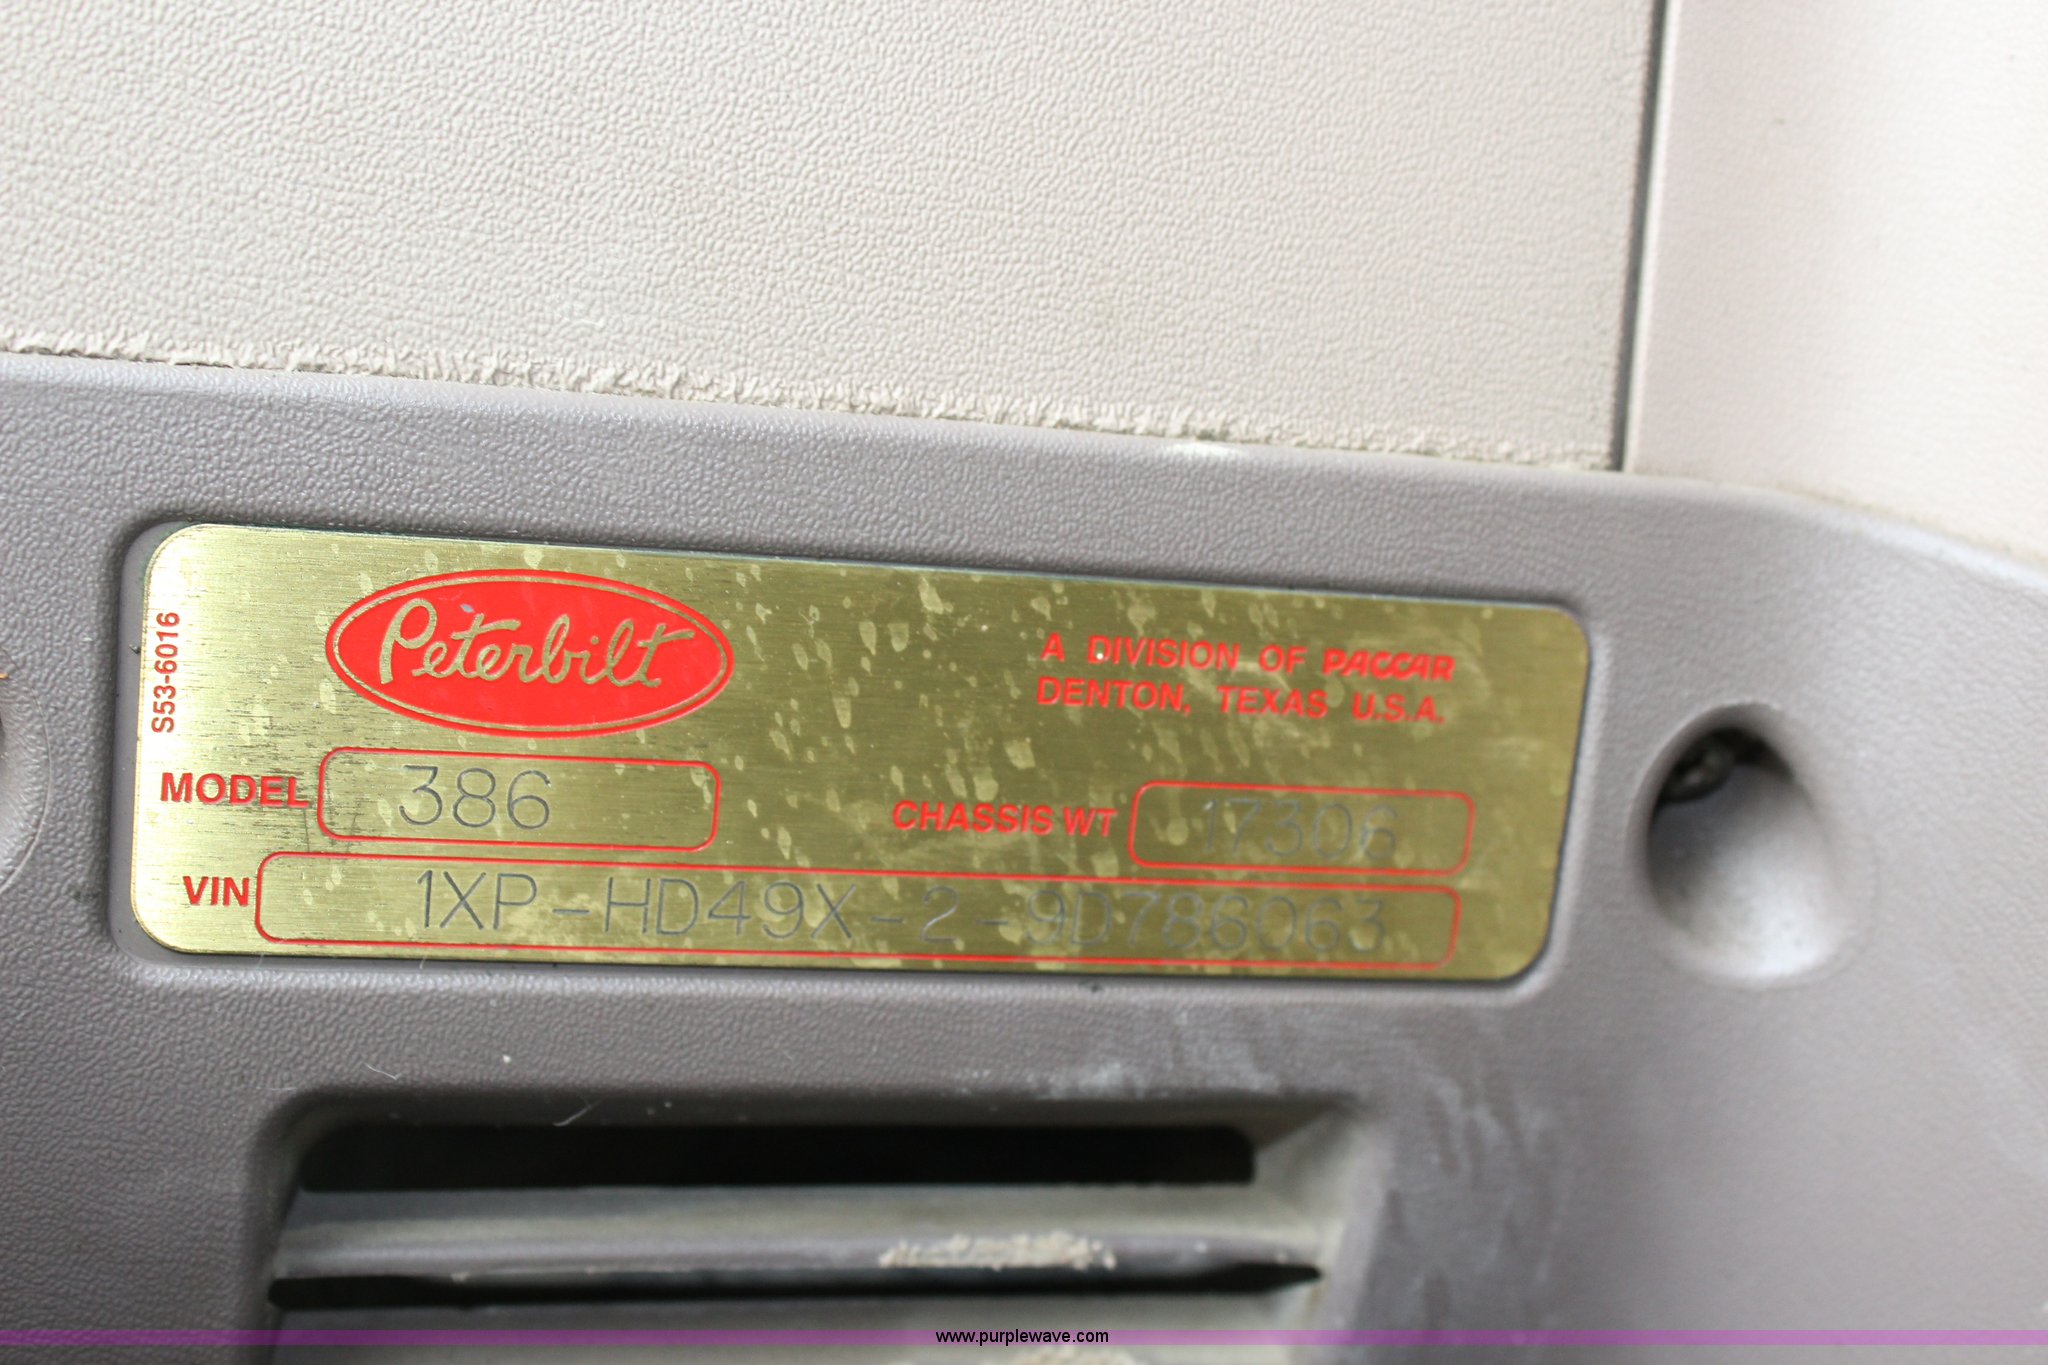 S53-6016
Peterbilt
A DIVISION OF PACCAR
DENTON, TEXAS U.S.A.
MODEL 386
CHASSIS WT 17306
VIN 1XP-HD49X-2-9D786063
www.purplewave.com